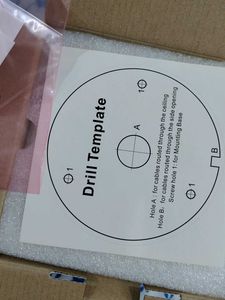 Drill Template
A
B
1
1
1
Hole A : for cables routed through the ceiling
Hole B : for cables routed through the side opening
Screw hole 1: for Mounting Base